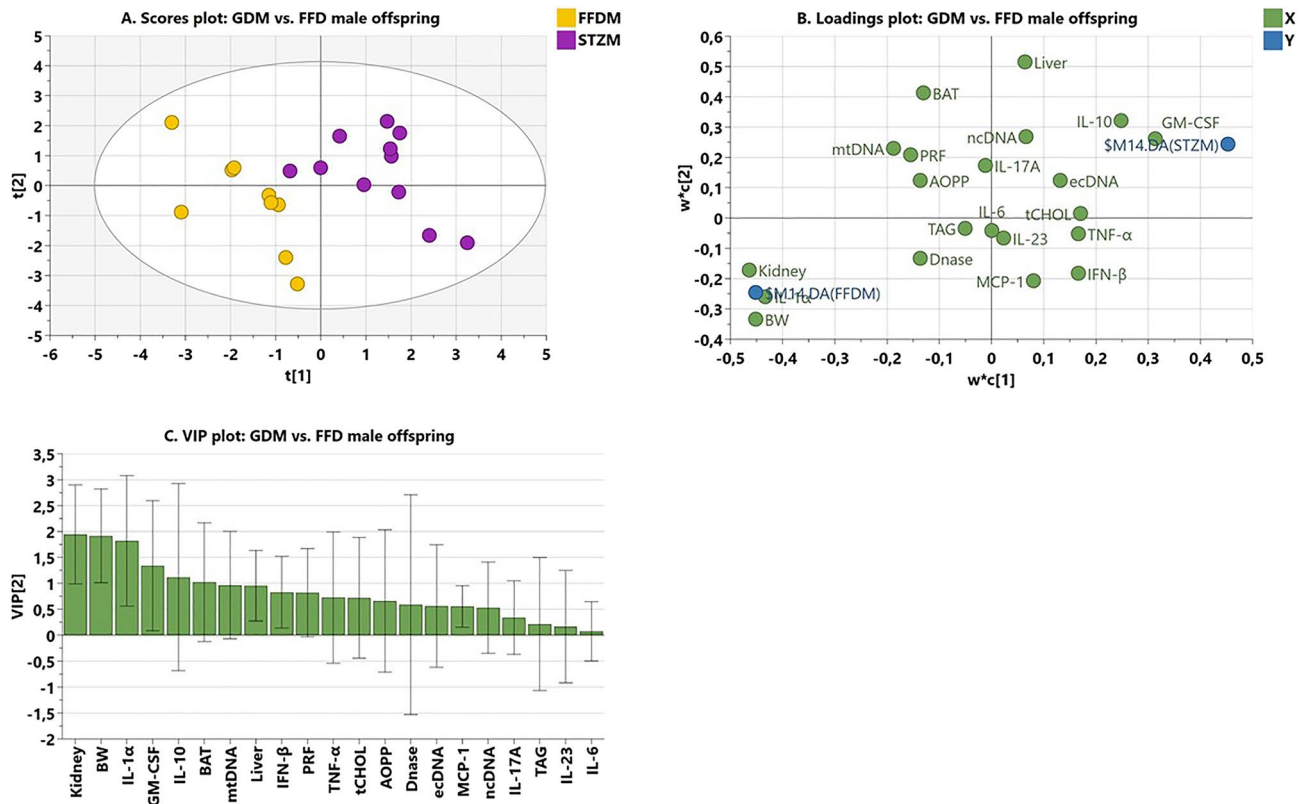 A. Scores plot: GDM vs. FFD male offspring
FFDM
STZM
5
4
3
2
1
0
-1
-2
-3
-4
-5
t[2]
-6 -5 -4 -3 -2 -1 0 1 2 3 4 5
t[1]
B. Loadings plot: GDM vs. FFD male offspring
X
Y
0,6
0,5
0,4
0,3
0,2
0,1
0
-0,1
-0,2
-0,3
-0,4
w*c[2]
Liver
BAT
IL-10
GM-CSF
ncDNA
$M14.DA(STZM)
mtDNA
PRF
IL-17A
AOPP
ecDNA
IL-6
tCHOL
TAG
IL-23
TNF-α
Dnase
Kidney
MCP-1
IFN-β
$M14.DA(FFDM)
IL-1α
BW
-0,5 -0,4 -0,3 -0,2 -0,1 0 0,1 0,2 0,3 0,4 0,5
w*c[1]
C. VIP plot: GDM vs. FFD male offspring
3,5
3
2,5
2
1,5
1
0,5
0
-0,5
-1
-1,5
-2
VIP[2]
Kidney
BW
IL-1α
GM-CSF
IL-10
BAT
mtDNA
Liver
IFN-β
PRF
TNF-α
tCHOL
AOPP
Dnase
ecDNA
MCP-1
ncDNA
IL-17A
TAG
IL-23
IL-6